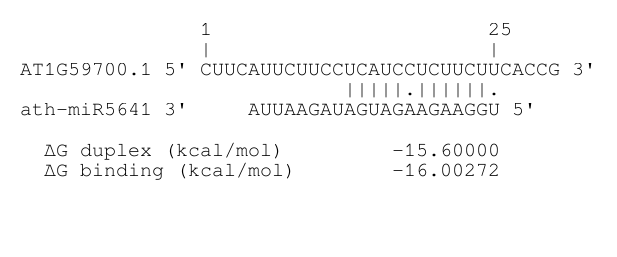 1 25
| |
AT1G59700.1 5' CUUCAUUCUUCCUCAUCCUCUUCUUCACCG 3'
|||||.||||||.
ath-miR5641 3' AUUAAGAUAGUAGAAGAAGGU 5'
ΔG duplex (kcal/mol) -15.60000
ΔG binding (kcal/mol) -16.00272